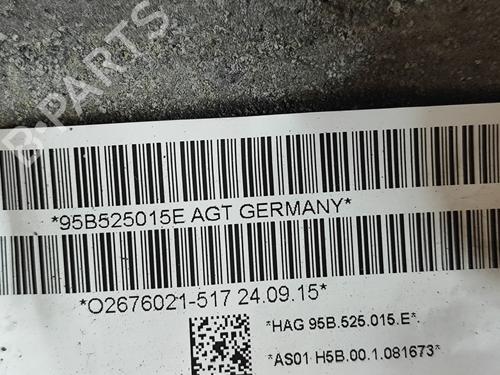 B-PARTS
*95B525015E AGT GERMANY*
*O2676021-517 24.09.15*
*HAG 95B.525.015.E*
*AS01 H5B.00.1.081673*